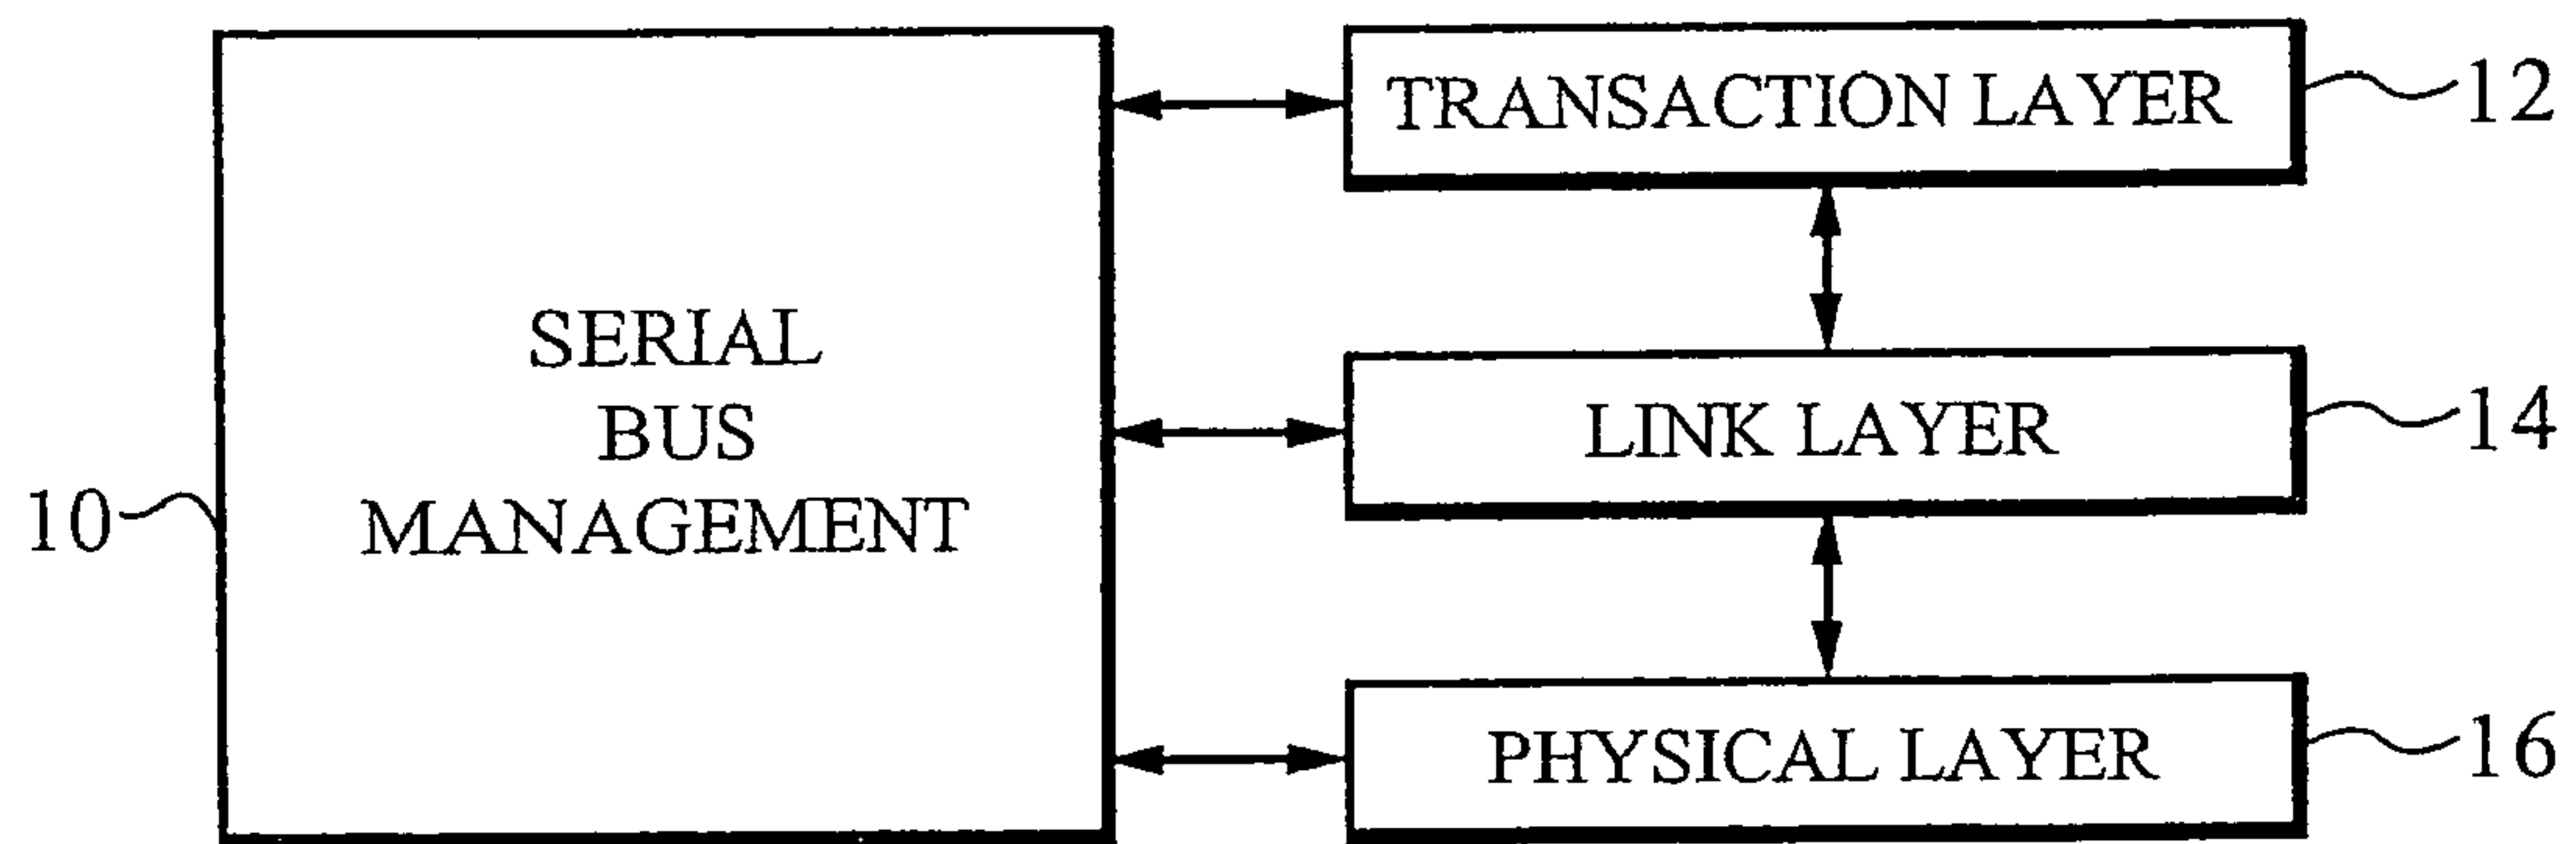 TRANSACTION LAYER
12
SERIAL
BUS
MANAGEMENT
10
LINK LAYER
14
PHYSICAL LAYER
16